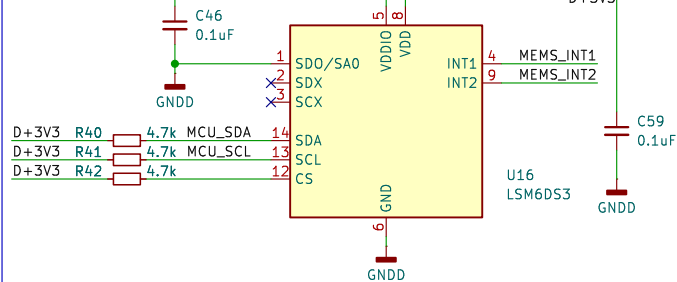 D+3V3
C46
0.1uF
5
8
VDDIO
VDD
1
SDO/SA0
INT1
4
MEMS_INT1
2
SDX
INT2
9
MEMS_INT2
3
SCX
GNDD
C59
0.1uF
D+3V3 R40 4.7k MCU_SDA 14 SDA
D+3V3 R41 4.7k MCU_SCL 13 SCL
D+3V3 R42 4.7k 12 CS
U16
LSM6DS3
GND
6
GNDD
GNDD